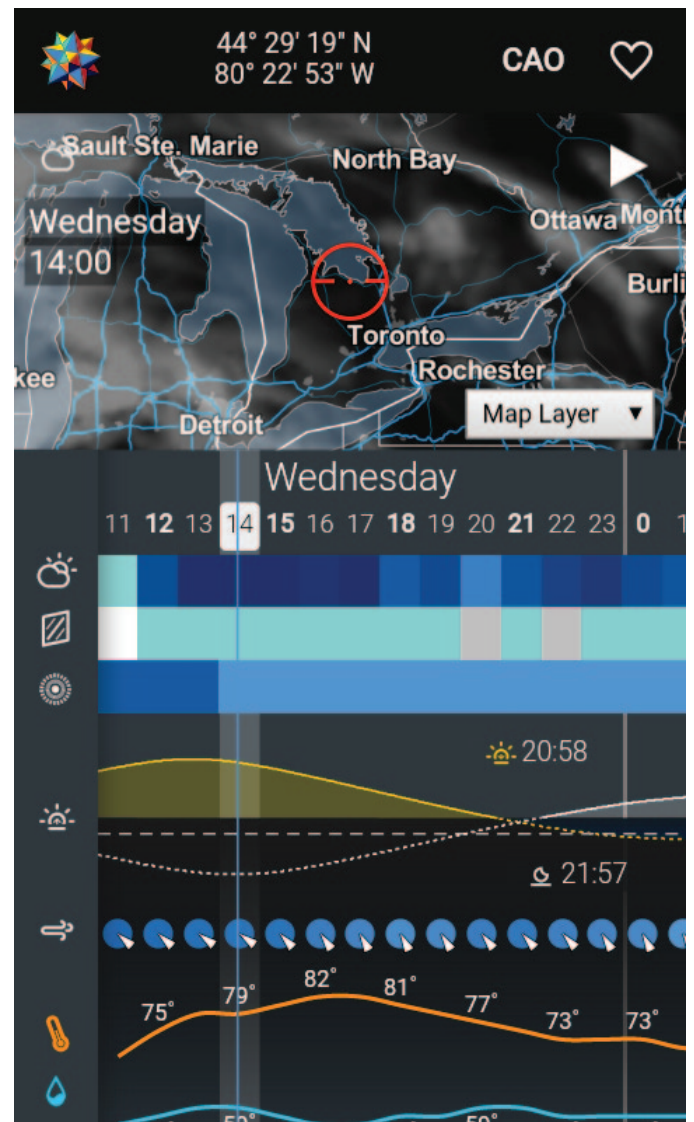 44° 29' 19" N
80° 22' 53" W
CAO
Sault Ste. Marie
North Bay
Wednesday
14:00
Ottawa
Toronto
Rochester
Detroit
Map Layer ▼
Wednesday
11 12 13 14 15 16 17 18 19 20 21 22 23 0
20:58
21:57
75° 79° 82° 81° 77° 73° 73°